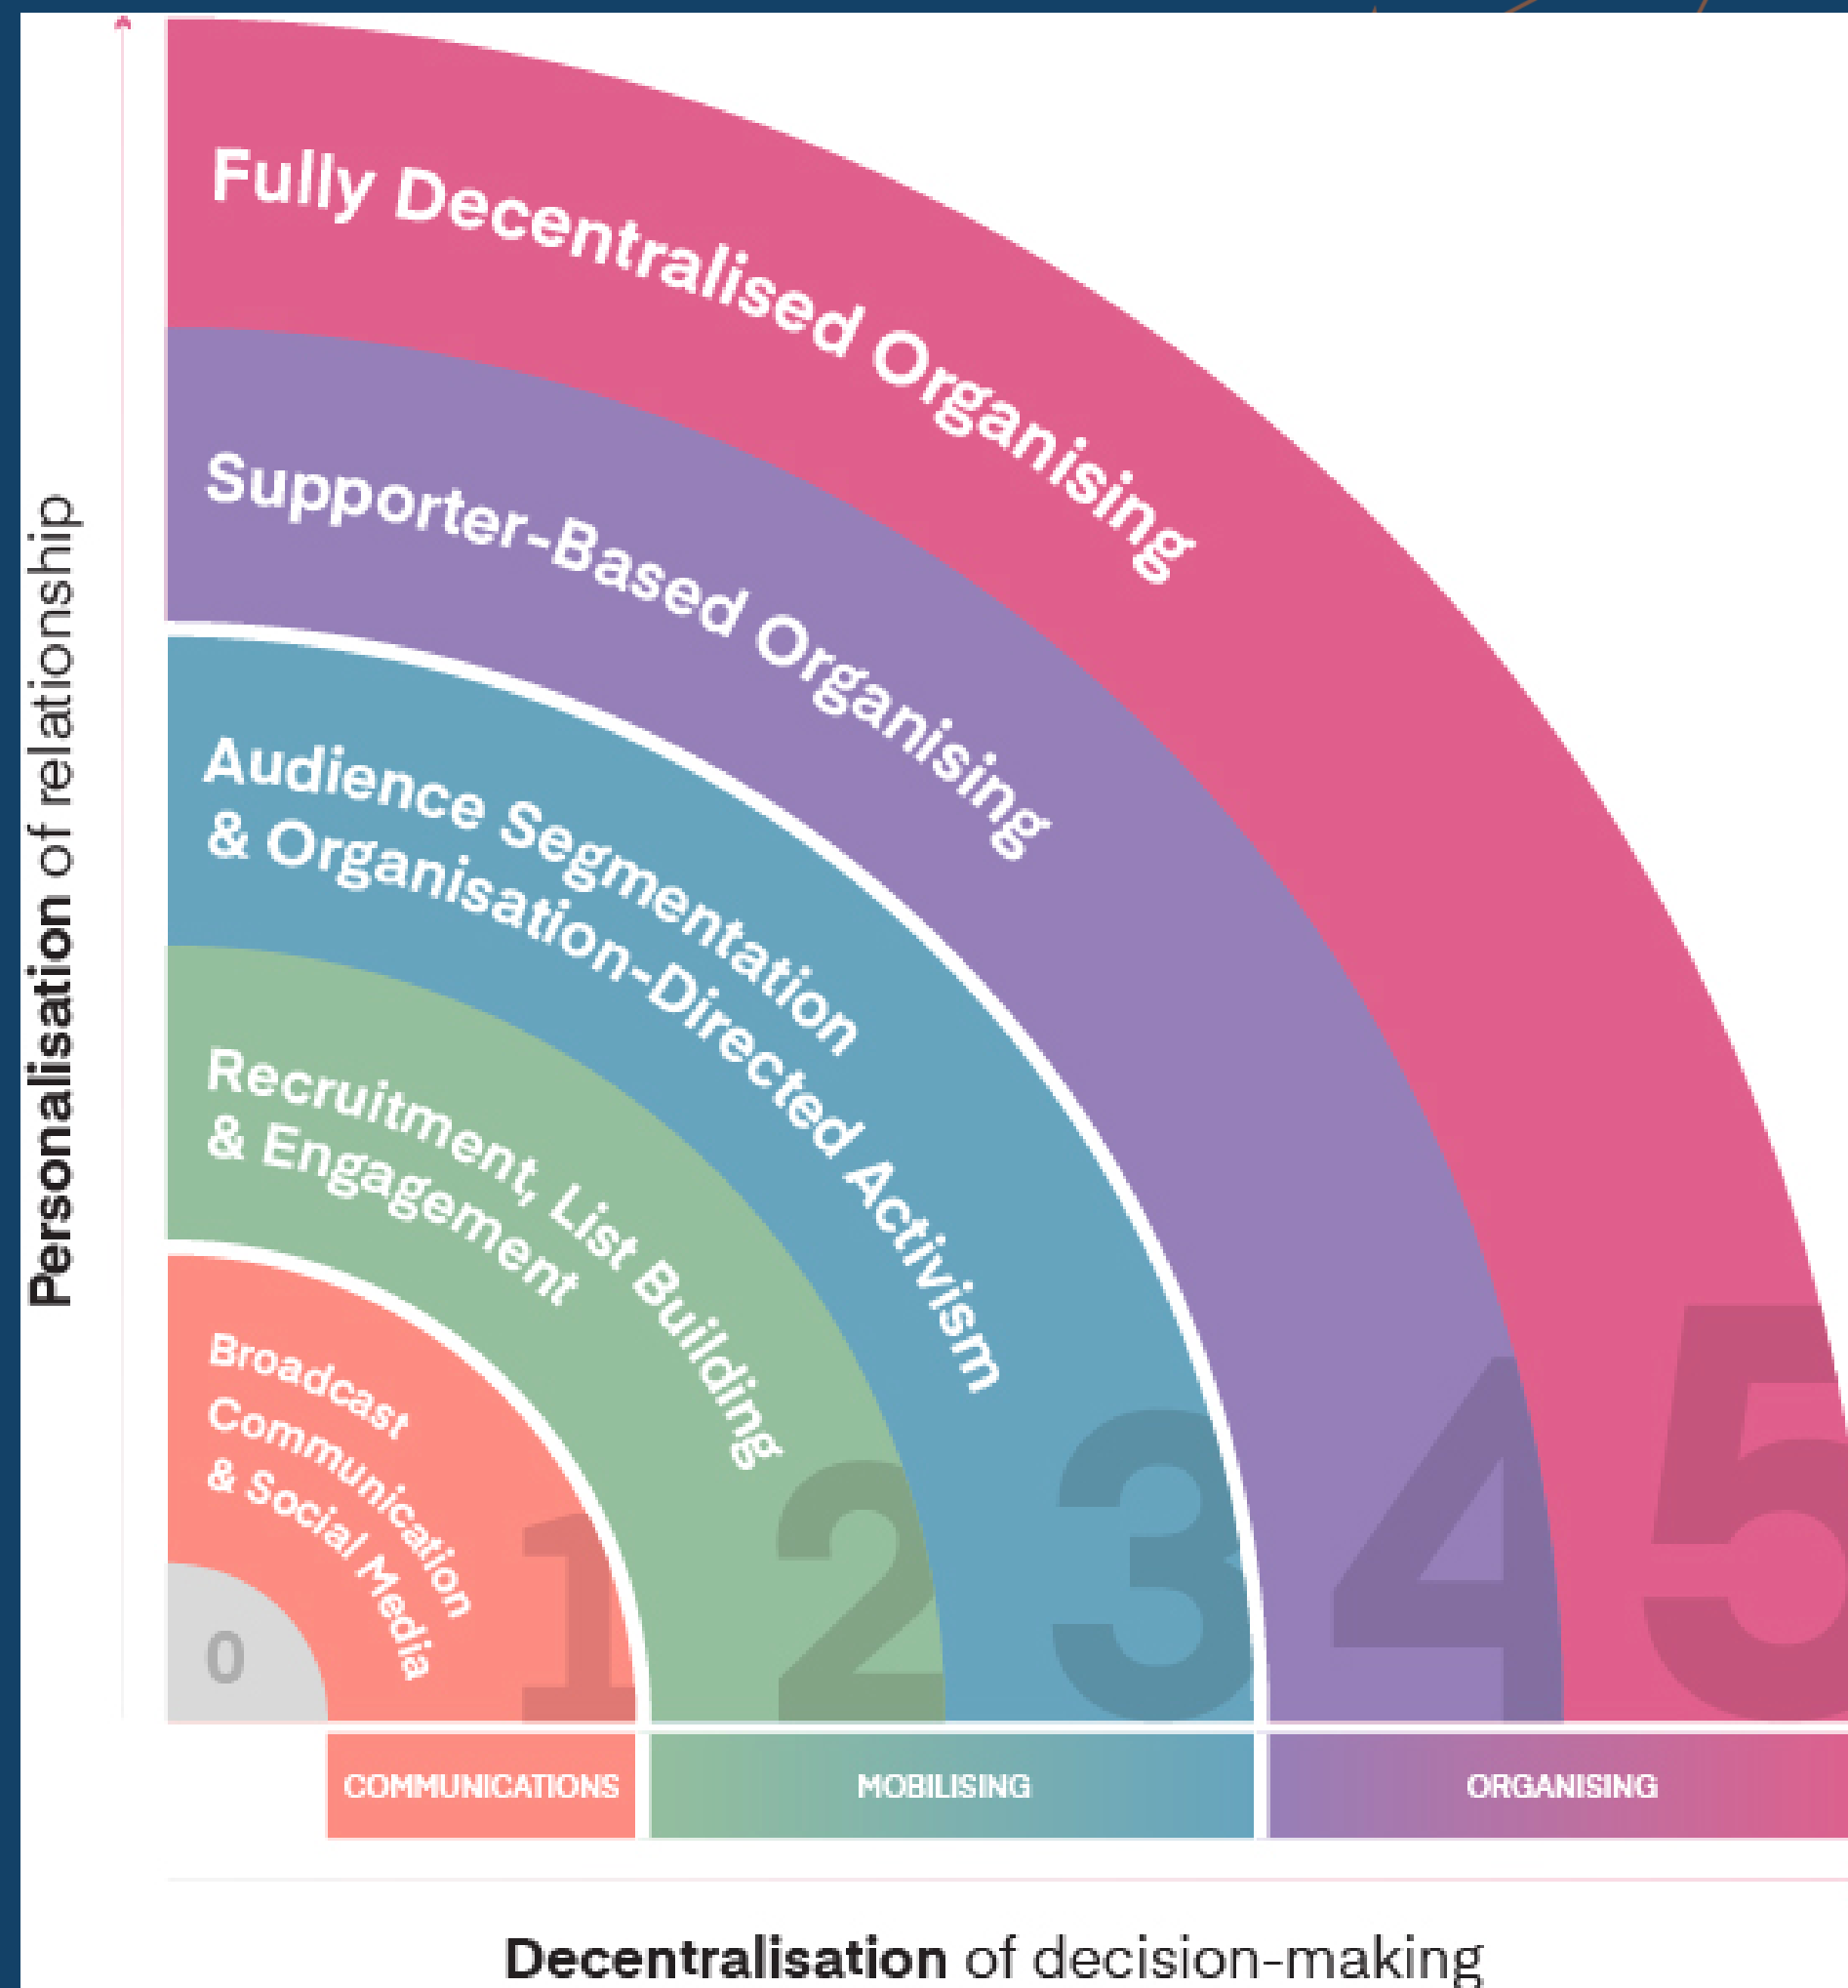 Fully Decentralised Organising
Supporter-Based Organising
Audience Segmentation
& Organisation-Directed Activism
Recruitment, List Building
& Engagement
Broadcast
Communication
& Social Media
0
1
2
3
4
5
COMMUNICATIONS
MOBILISING
ORGANISING
Personalisation of relationship
Decentralisation of decision-making